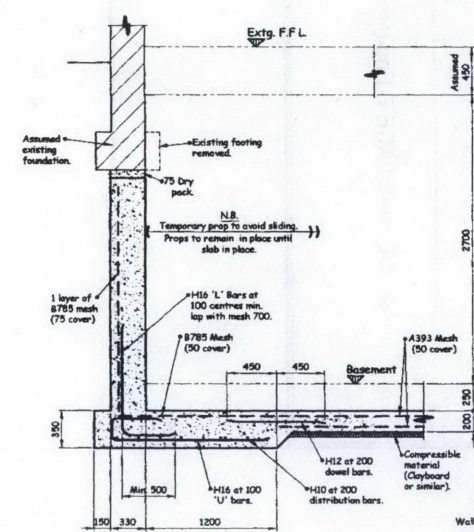 Extg. F.F.L.
Assumed
450
Assumed
existing
foundation.
Existing footing
removed.
75 Dry
pack.
N.B.
Temporary prop to avoid sliding.
Props to remain in place until
slab in place.
2700
1 layer of
B785 mesh
(75 cover)
H16 'L' Bars at
100 centres min.
lap with mesh 700.
B785 Mesh
(50 cover)
A393 Mesh
(50 cover)
450
450
Basement
250
200
350
H12 at 200
dowel bars.
Compressible
material
(Clayboard
or similar).
Min. 500
H16 at 100
'U' bars.
H10 at 200
distribution bars.
150
330
1200
Wal